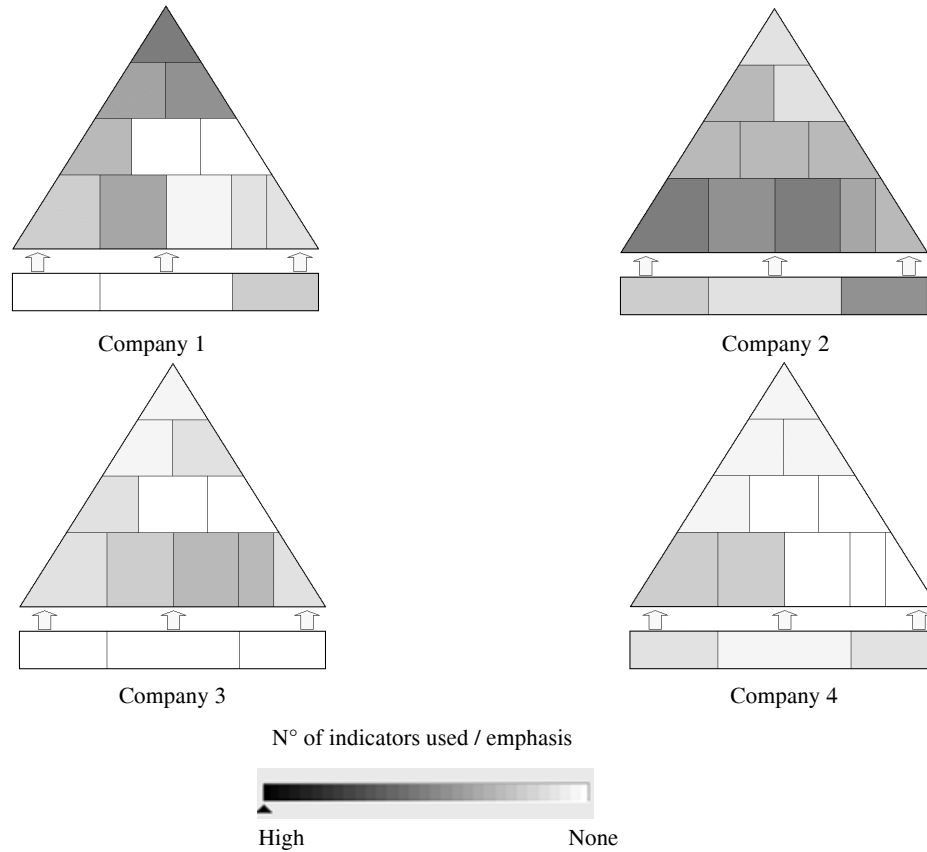 Company 1
Company 2
Company 3
Company 4
N° of indicators used / emphasis
High
None